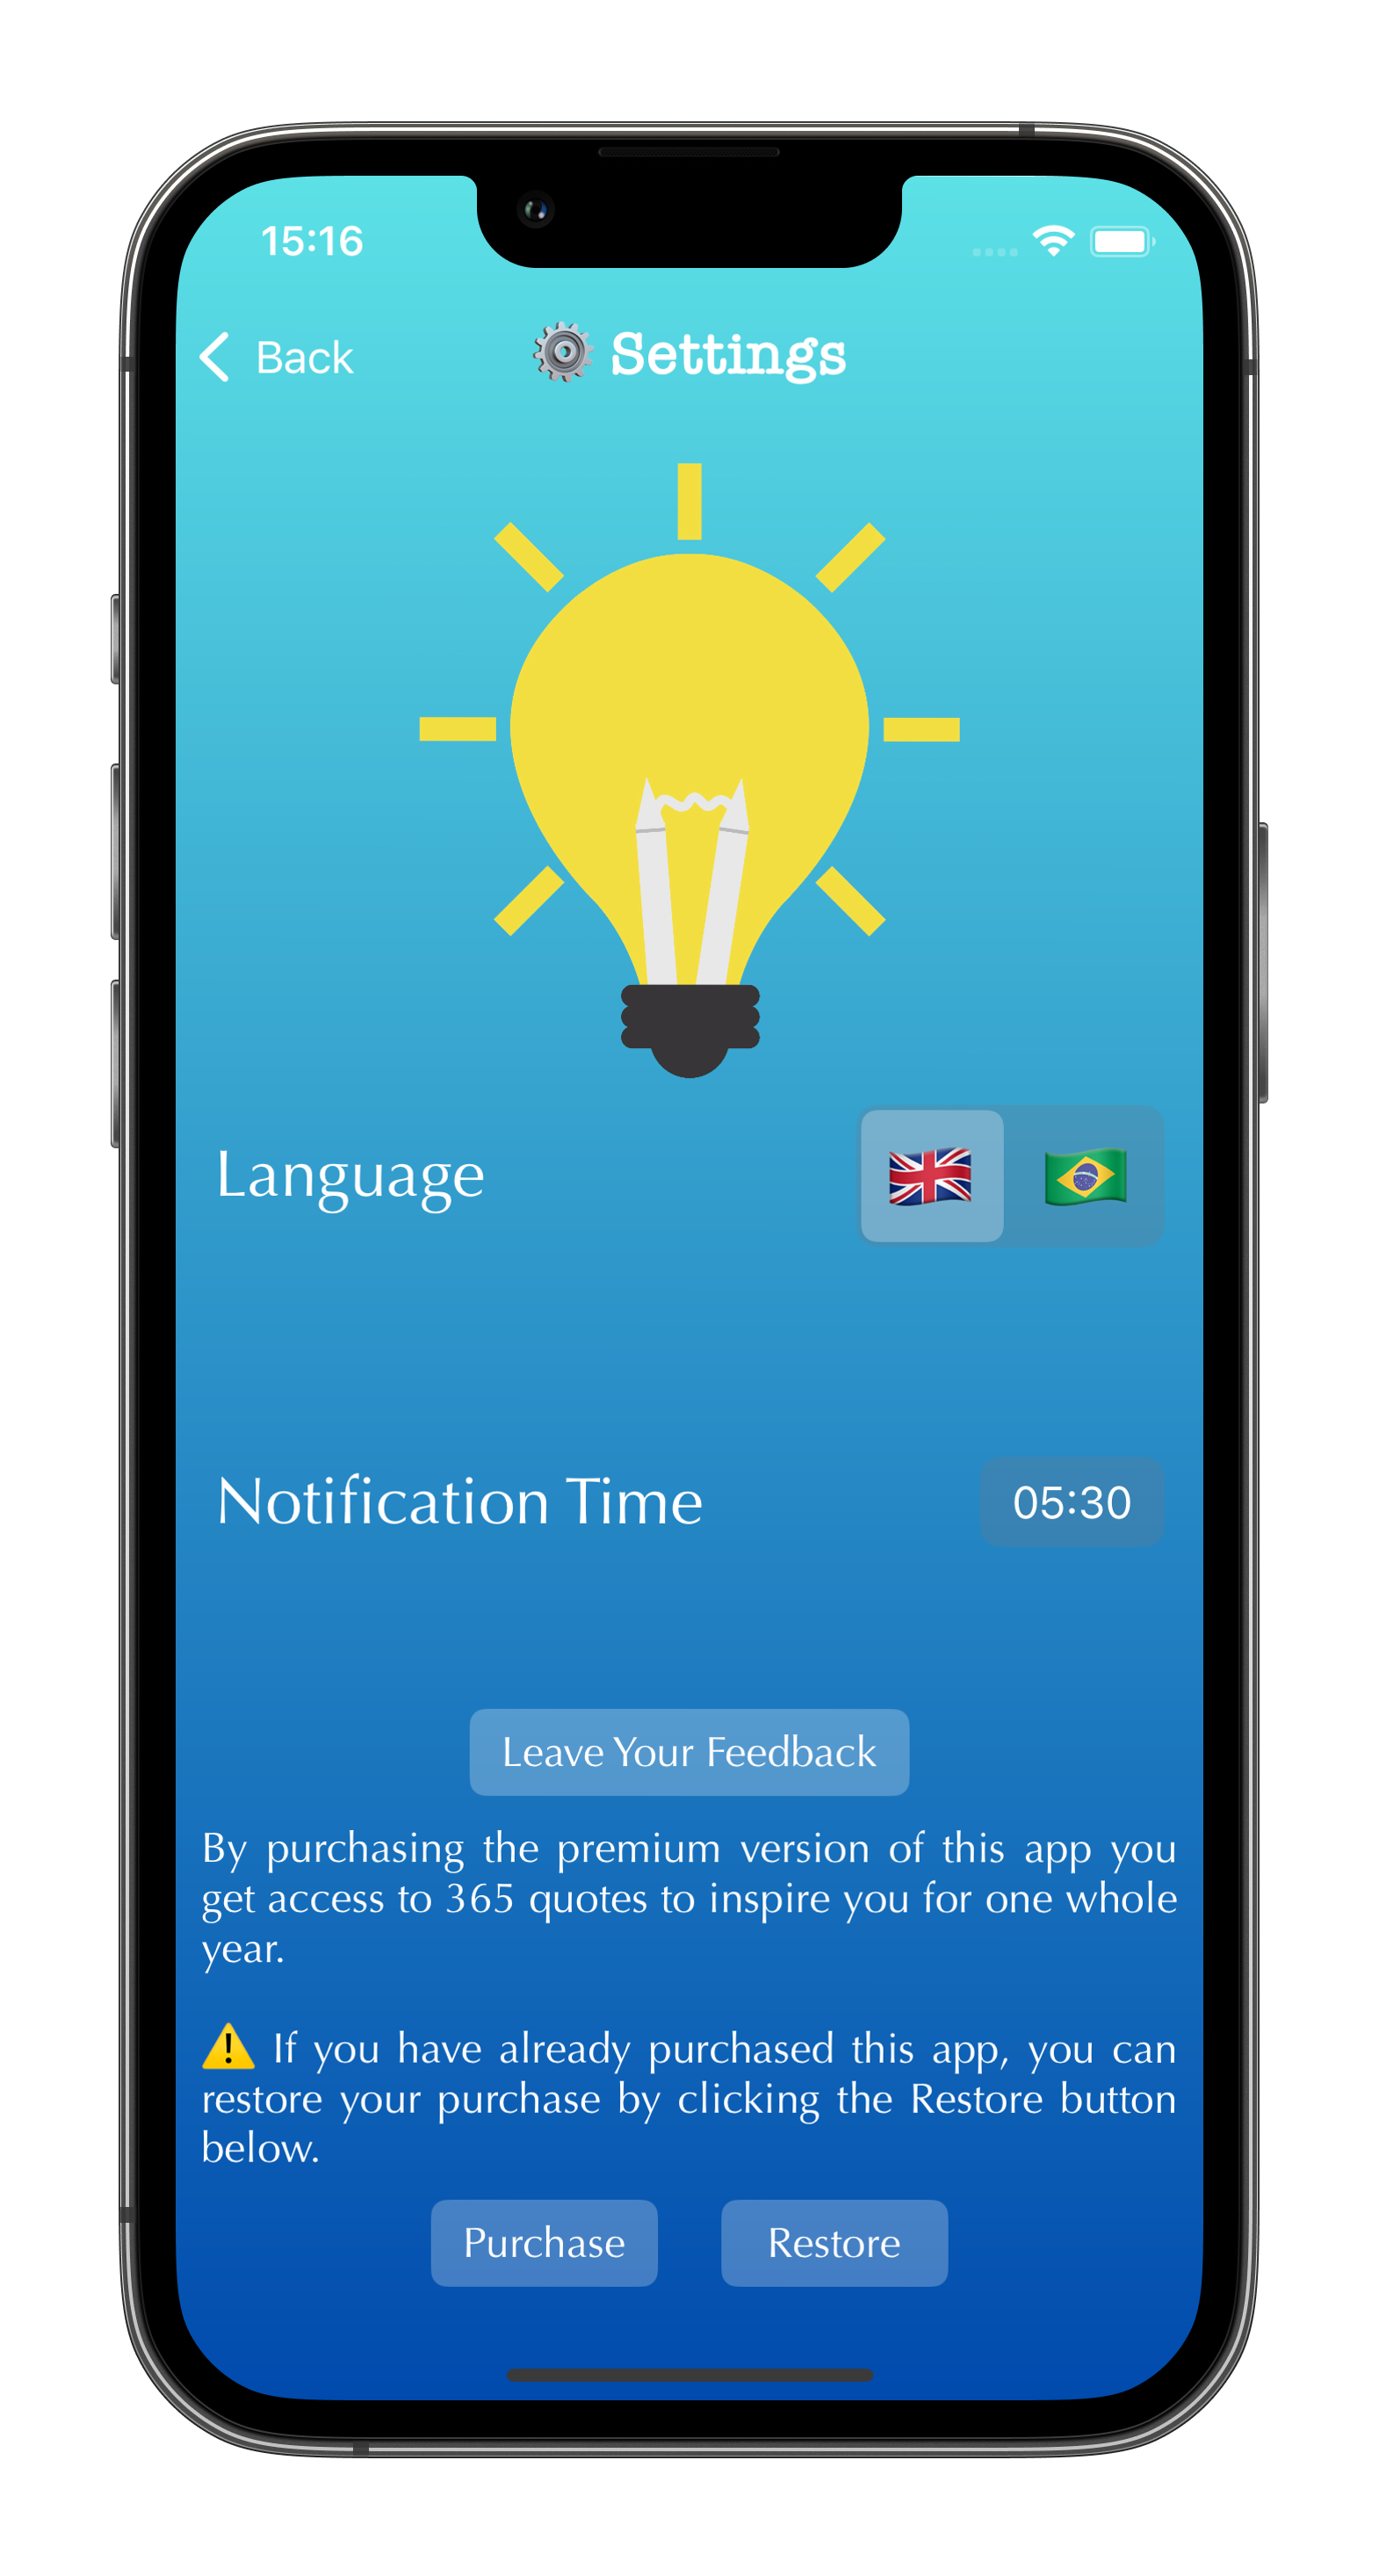 15:16
Back
⚙️ Settings
Language 🇬🇧 🇧🇷
Notification Time 05:30
Leave Your Feedback
By purchasing the premium version of this app you
get access to 365 quotes to inspire you for one whole
year.
⚠️ If you have already purchased this app, you can
restore your purchase by clicking the Restore button
below.
Purchase Restore